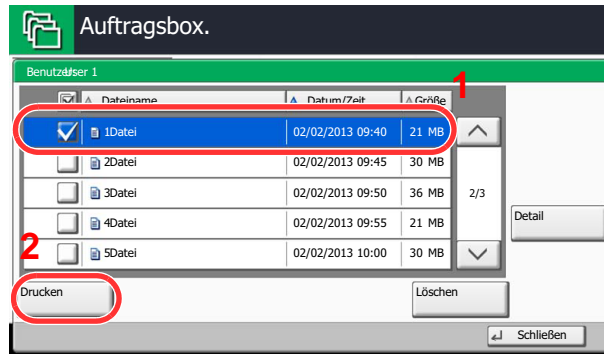 Auftragsbox.
Benutzer User 1
1
Dateiname Datum/Zeit Größe
1Datei 02/02/2013 09:40 21 MB
2Datei 02/02/2013 09:45 30 MB
3Datei 02/02/2013 09:50 36 MB 2/3
4Datei 02/02/2013 09:55 21 MB
Detail
2
5Datei 02/02/2013 10:00 30 MB
Drucken Löschen
Schließen